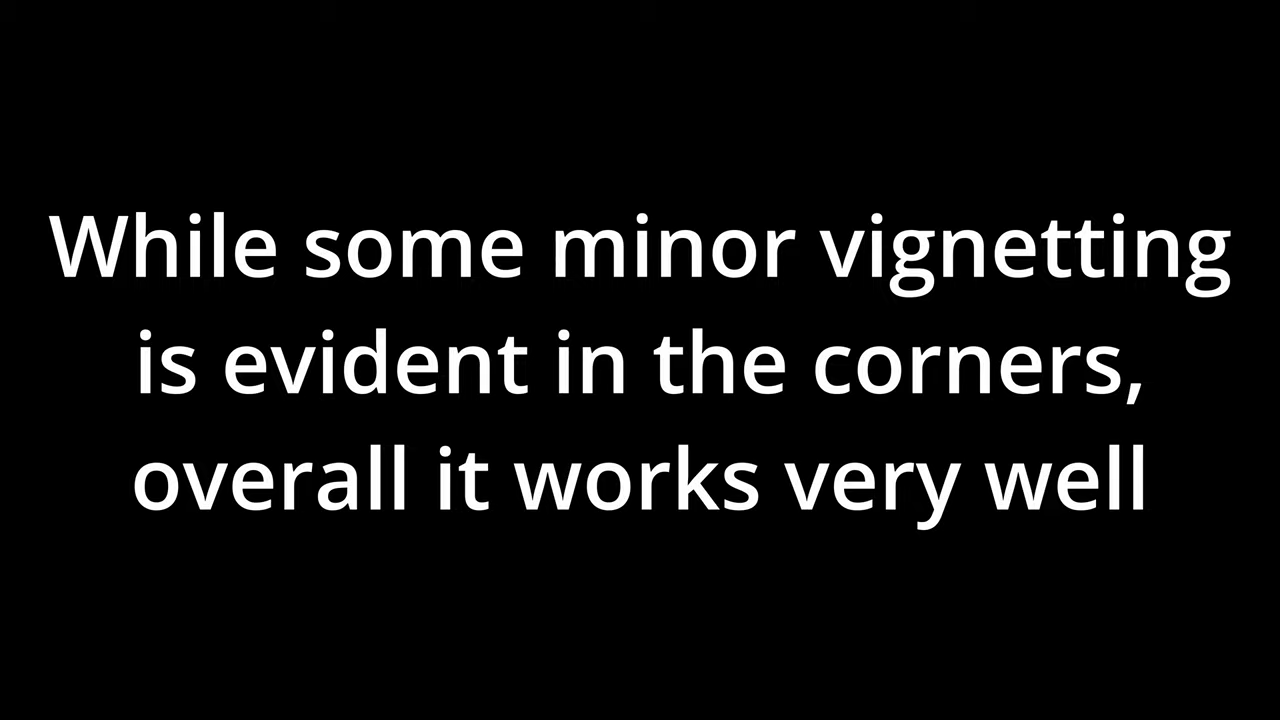 While some minor vignetting
is evident in the corners,
overall it works very well